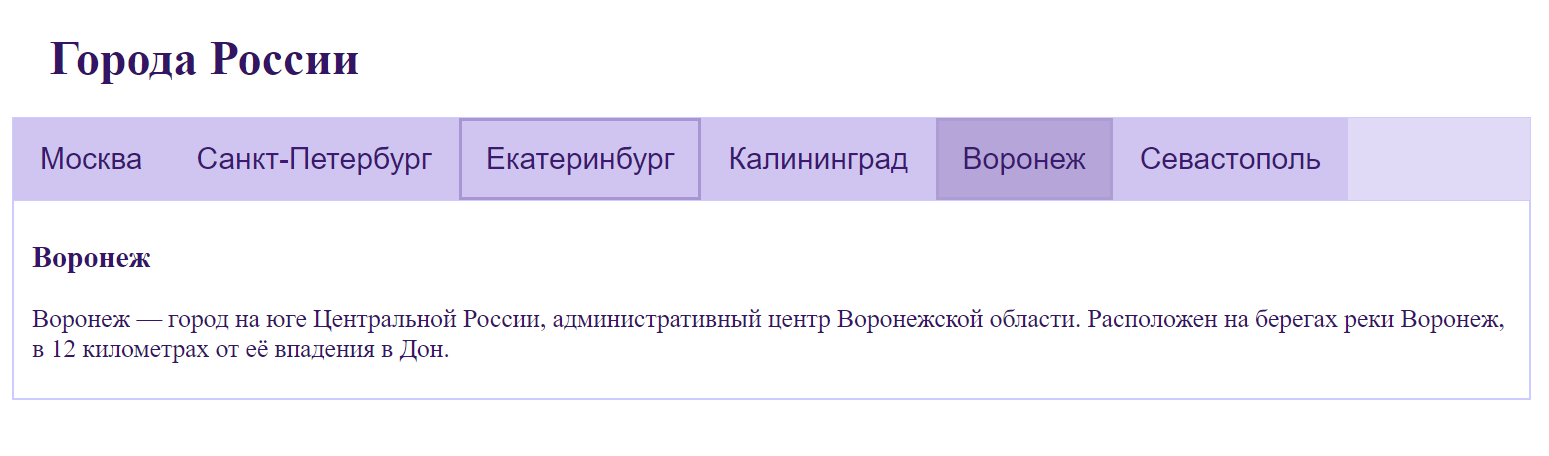 Города России
Москва Санкт-Петербург Екатеринбург Калининград Воронеж Севастополь
Воронеж
Воронеж — город на юге Центральной России, административный центр Воронежской области. Расположен на берегах реки Воронеж,
в 12 километрах от её впадения в Дон.